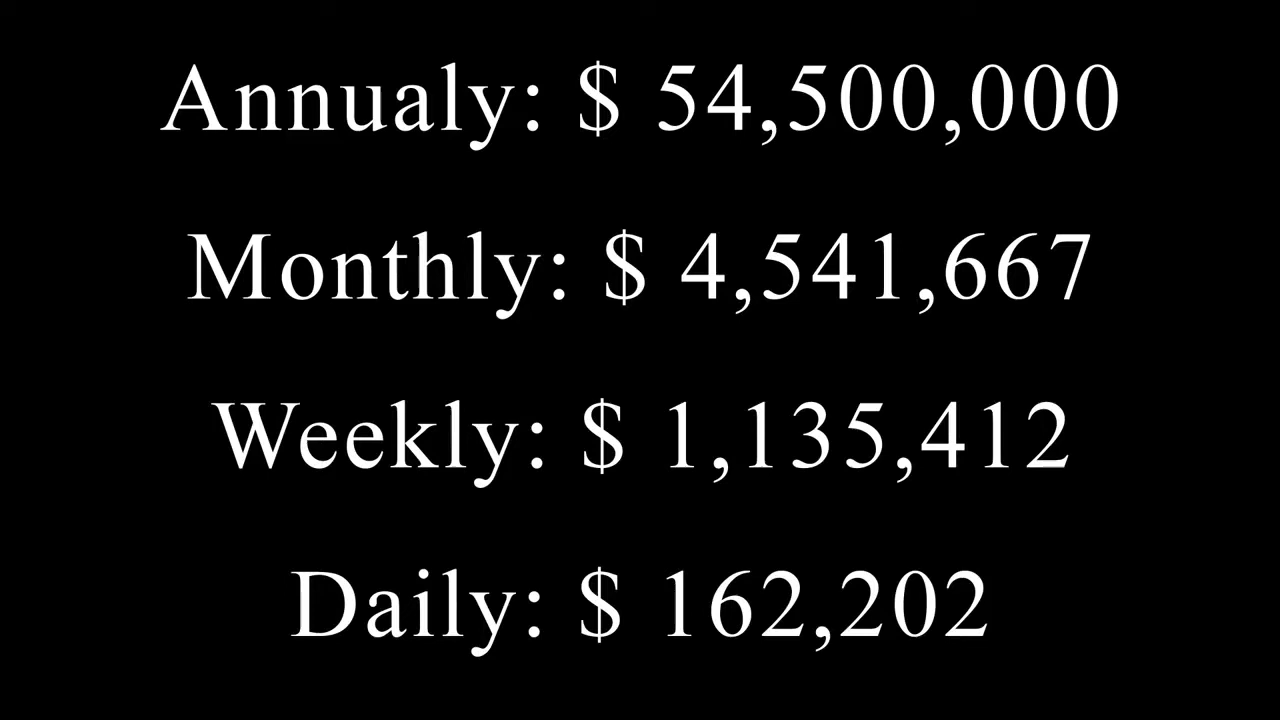 Annualy: $ 54,500,000
Monthly: $ 4,541,667
Weekly: $ 1,135,412
Daily: $ 162,202